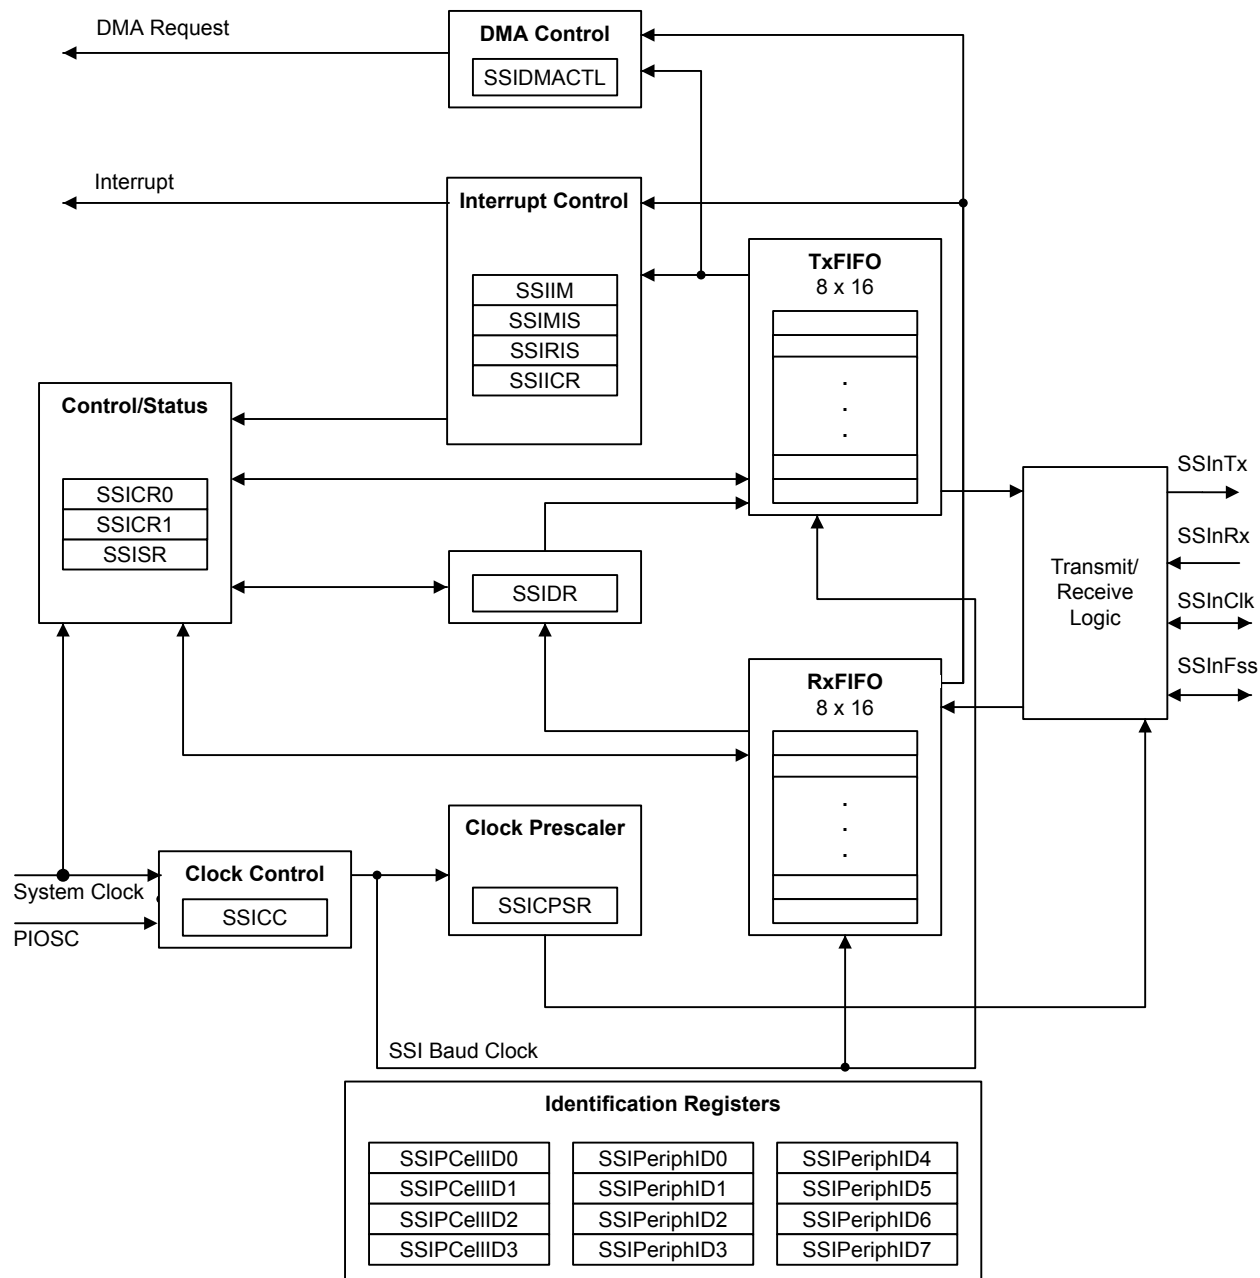 DMA Request
DMA Control
SSIDMACTL
Interrupt
Interrupt Control
SSIIM
SSIMIS
SSIRIS
SSIICR
TxFIFO
8 x 16
.
.
.
Control/Status
SSICR0
SSICR1
SSISR
SSIDR
Transmit/
Receive
Logic
SSInTx
SSInRx
SSInClk
SSInFss
RxFIFO
8 x 16
.
.
.
Clock Prescaler
SSICPSR
System Clock
PIOSC
Clock Control
SSICC
SSI Baud Clock
Identification Registers
SSIPCellID0
SSIPCellID1
SSIPCellID2
SSIPCellID3
SSIPeriphID0
SSIPeriphID1
SSIPeriphID2
SSIPeriphID3
SSIPeriphID4
SSIPeriphID5
SSIPeriphID6
SSIPeriphID7